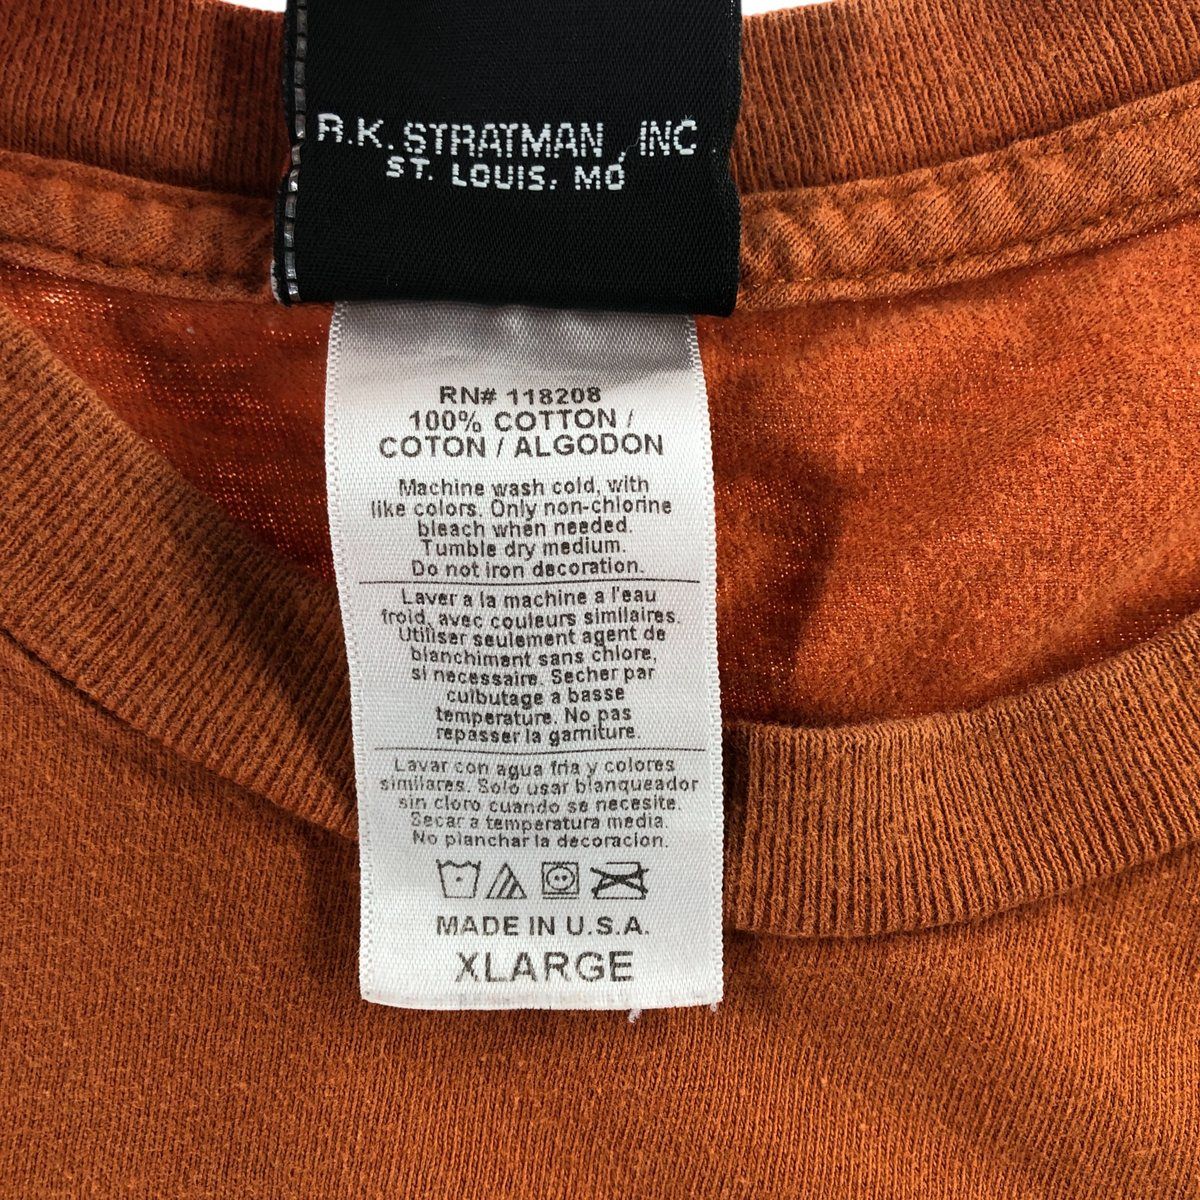 R.K. STRATMAN, INC
ST. LOUIS, MO
RN# 118208
100% COTTON /
COTON / ALGODON
Machine wash cold, with
like colors. Only non-chlorine
bleach when needed.
Tumble dry medium.
Do not iron decoration.
Laver a la machine a l'eau
froid, avec couleurs similaires.
Utiliser seulement agent de
blanchiment sans chlore,
si necessaire. Secher par
culbutage a basse
temperature. No pas
repasser la garniture.
Lavar con agua fria y colores
similares. Solo usar blanqueador
sin cloro cuando se necesite.
Secar a temperatura media.
No planchar la decoracion.
MADE IN U.S.A.
XLARGE